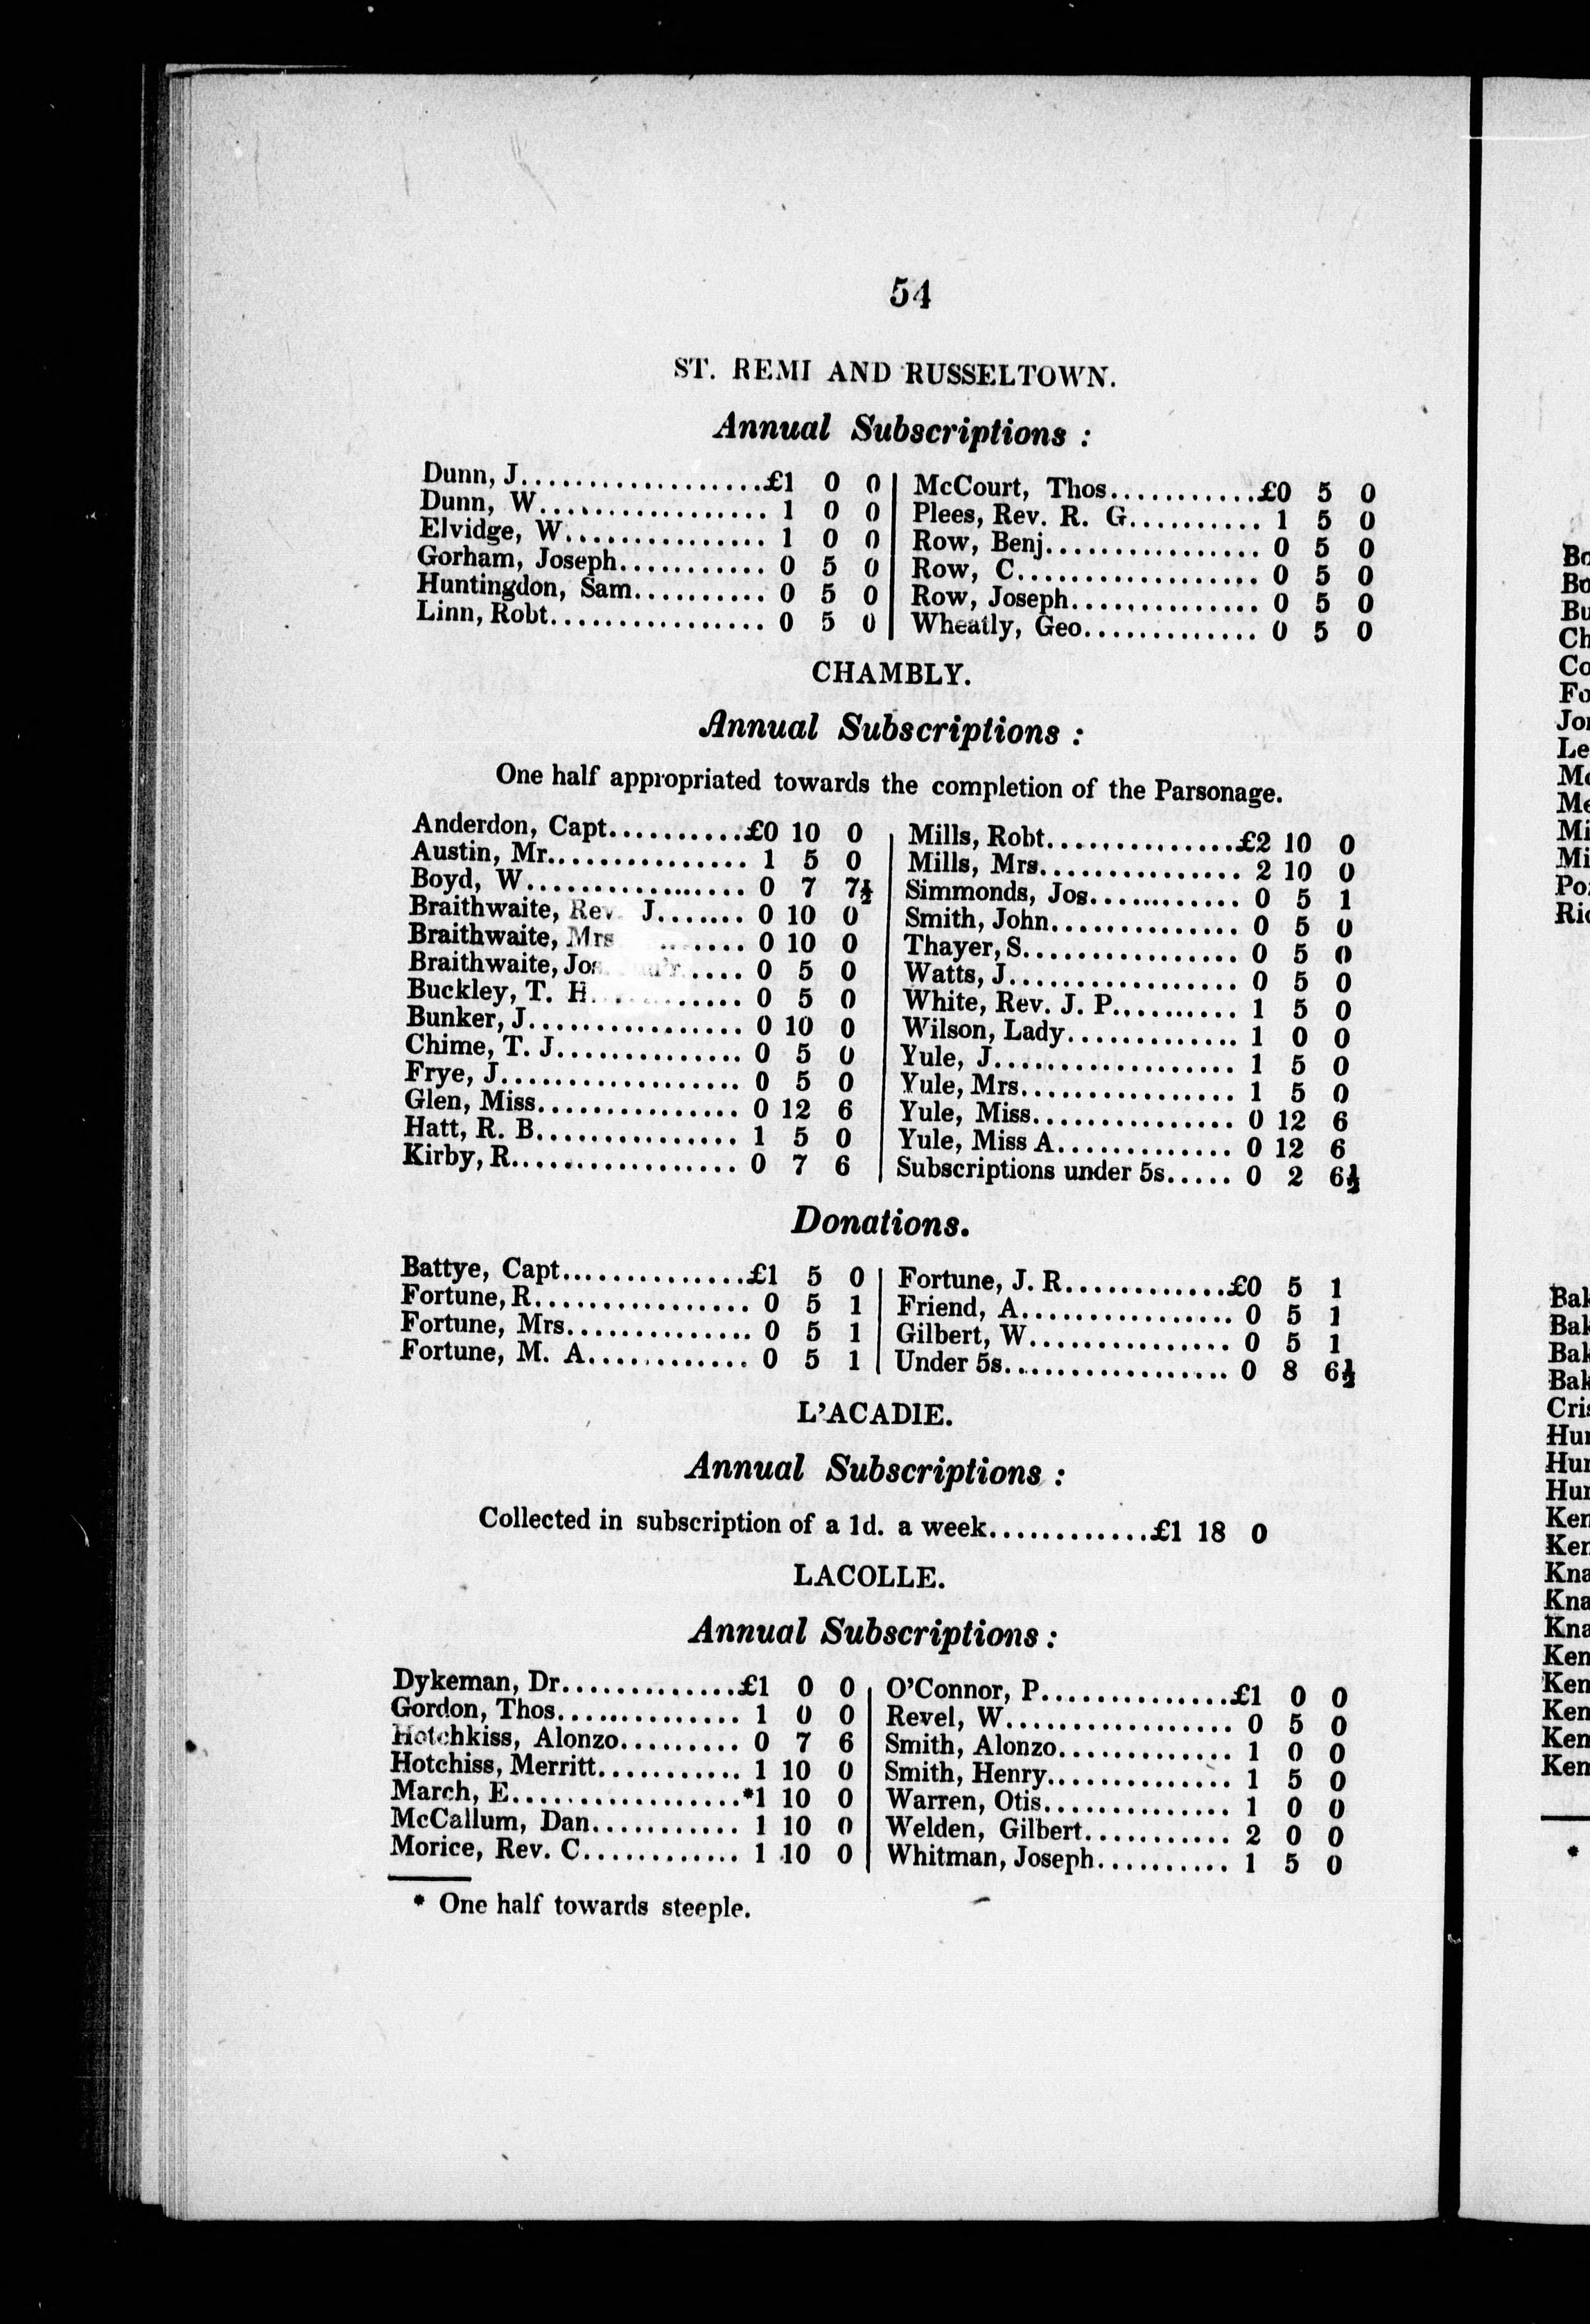 54
ST. REMI AND RUSSELTOWN.
Annual Subscriptions :
Dunn, J....................£1 0 0
Dunn, W.................. 1 0 0
Elvidge, W................ 1 0 0
Gorham, Joseph............ 0 5 0
Huntingdon, Sam.......... 0 5 0
Linn, Robt................ 0 5 0
McCourt, Thos............£0 5 0
Plees, Rev. R. G.......... 1 5 0
Row, Benj................ 0 5 0
Row, C................... 0 5 0
Row, Joseph.............. 0 5 0
Wheatly, Geo............. 0 5 0
CHAMBLY.
Annual Subscriptions :
One half appropriated towards the completion of the Parsonage.
Anderdon, Capt..........£0 10 0
Austin, Mr............... 1 5 0
Boyd, W.................. 0 7 7½
Braithwaite, Rev J....... 0 10 0
Braithwaite, Mrs ........ 0 10 0
Braithwaite, Jos. .... 0 5 0
Buckley, T. H............ 0 5 0
Bunker, J................ 0 10 0
Chime, T. J.............. 0 5 0
Frye, J.................. 0 5 0
Glen, Miss............... 0 12 6
Hatt, R. B............... 1 5 0
Kirby, R................. 0 7 6
Mills, Robt..............£2 10 0
Mills, Mrs............... 2 10 0
Simmonds, Jos............ 0 5 1
Smith, John.............. 0 5 0
Thayer, S................ 0 5 0
Watts, J................. 0 5 0
White, Rev. J. P......... 1 5 0
Wilson, Lady............. 1 0 0
Yule, J.................. 1 5 0
Yule, Mrs................ 1 5 0
Yule, Miss............... 0 12 6
Yule, Miss A............. 0 12 6
Subscriptions under 5s..... 0 2 6½
Donations.
Battye, Capt..............£1 5 0
Fortune, R................ 0 5 1
Fortune, Mrs.............. 0 5 1
Fortune, M. A............ 0 5 1
Fortune, J. R.............£0 5 1
Friend, A................ 0 5 1
Gilbert, W............... 0 5 1
Under 5s................. 0 8 6½
L'ACADIE.
Annual Subscriptions :
Collected in subscription of a 1d. a week............£1 18 0
LACOLLE.
Annual Subscriptions :
Dykeman, Dr.............£1 0 0
Gordon, Thos.............. 1 0 0
Hotchkiss, Alonzo......... 0 7 6
Hotchiss, Merritt........... 1 10 0
March, E..................*1 10 0
McCallum, Dan........... 1 10 0
Morice, Rev. C............ 1 10 0
O'Connor, P...............£1 0 0
Revel, W................. 0 5 0
Smith, Alonzo............. 1 0 0
Smith, Henry.............. 1 5 0
Warren, Otis.............. 1 0 0
Welden, Gilbert........... 2 0 0
Whitman, Joseph.......... 1 5 0
* One half towards steeple.